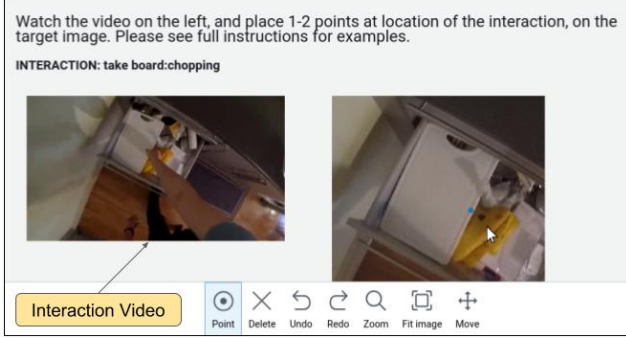 Watch the video on the left, and place 1-2 points at location of the interaction, on the
target image. Please see full instructions for examples.
INTERACTION: take board:chopping
Interaction Video
Point Delete Undo Redo Zoom Fit image Move